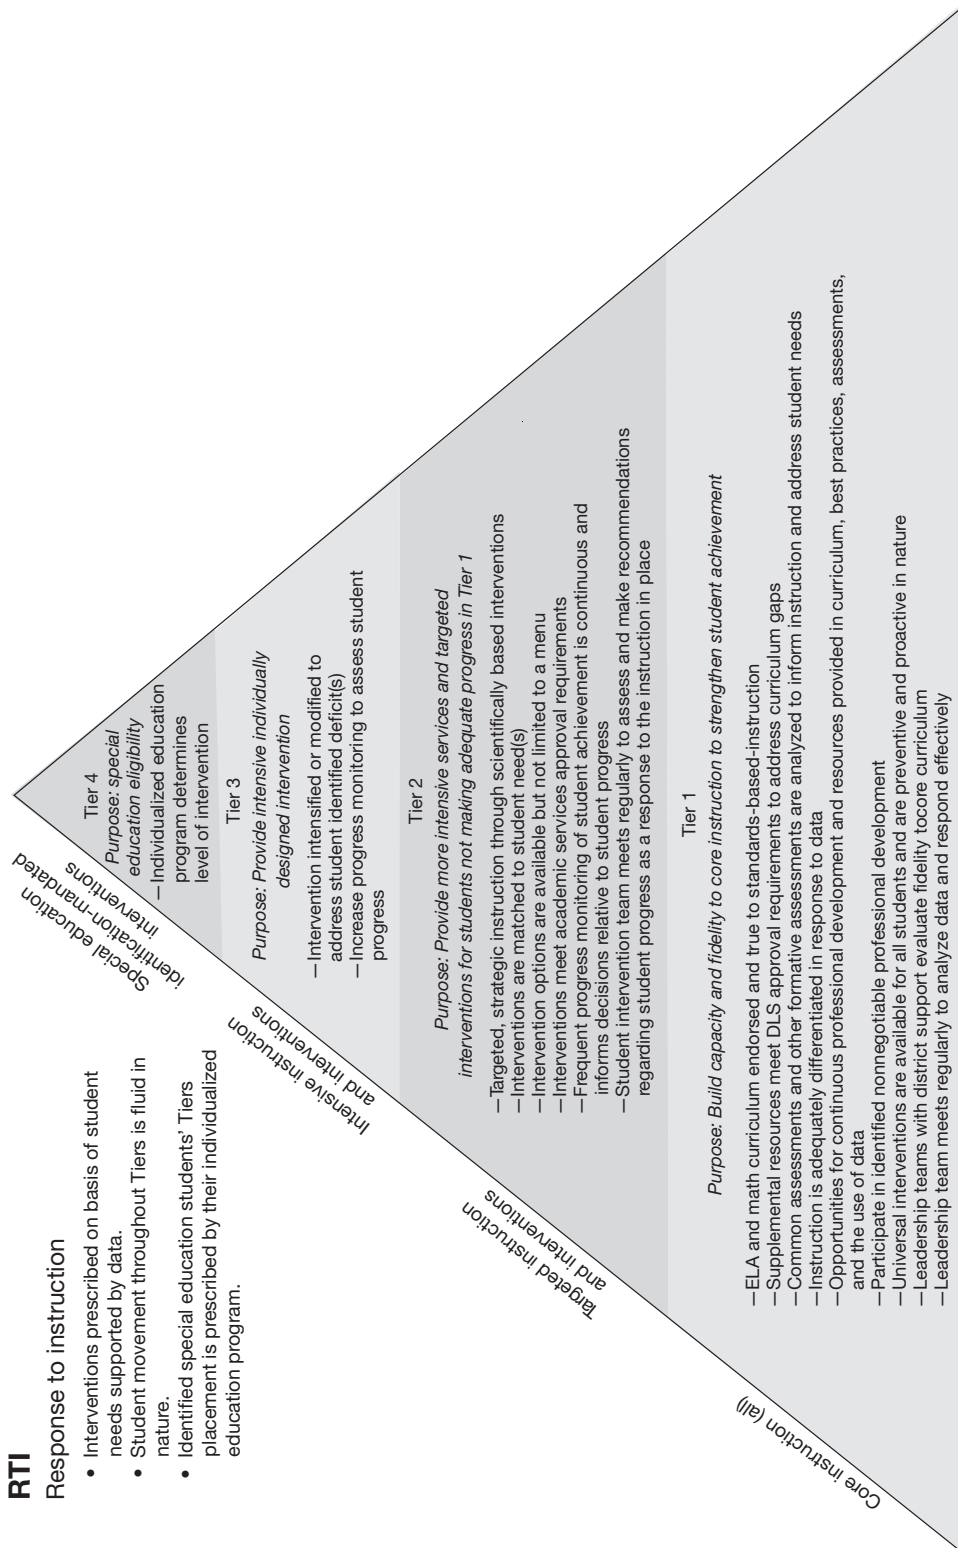 RTI
Response to instruction
• Interventions prescribed on basis of student
needs supported by data.
• Student movement throughout Tiers is fluid in
nature.
• Identified special education students' Tiers
placement is prescribed by their individualized
education program.
Special education
identification-mandated
interventions
Tier 4
Purpose: special
education eligibility
—Individualized education
program determines
level of intervention
Intensive instruction
and interventions
Tier 3
Purpose: Provide intensive individually
designed intervention
—Intervention intensified or modified to
address student identified deficit(s)
—Increase progress monitoring to assess student
progress
Targeted instruction
and interventions
Tier 2
Purpose: Provide more intensive services and targeted
interventions for students not making adequate progress in Tier 1
—Targeted, strategic instruction through scientifically based interventions
—Interventions are matched to student need(s)
—Intervention options are available but not limited to a menu
—Interventions meet academic services approval requirements
—Frequent progress monitoring of student achievement is continuous and
informs decisions relative to student progress
—Student intervention team meets regularly to assess and make recommendations
regarding student progress as a response to the instruction in place
Core instruction (all)
Tier 1
Purpose: Build capacity and fidelity to core instruction to strengthen student achievement
—ELA and math curriculum endorsed and true to standards-based-instruction
—Supplemental resources meet DLS approval requirements to address curriculum gaps
—Common assessments and other formative assessments are analyzed to inform instruction and address student needs
—Instruction is adequately differentiated in response to data
—Opportunities for continuous professional development and resources provided in curriculum, best practices, assessments,
and the use of data
—Participate in identified nonnegotiable professional development
—Universal interventions are available for all students and are preventive and proactive in nature
—Leadership teams with district support evaluate fidelity tocore curriculum
—Leadership team meets regularly to analyze data and respond effectively